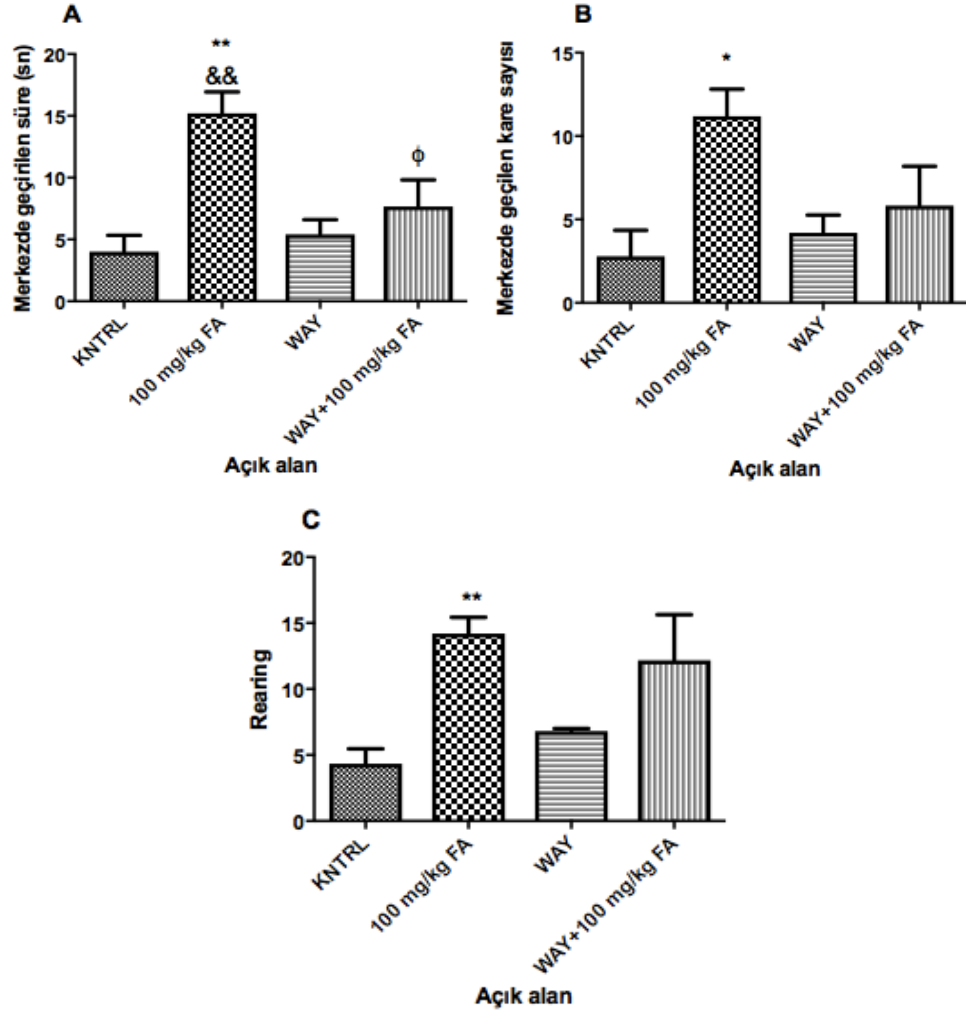 A
Merkezde geçirilen süre (sn)
20
15
10
5
0
**
&&
ϕ
KNTRL
100 mg/kg FA
WAY
WAY+100 mg/kg FA
Açık alan
B
Merkezde geçilen kare sayısı
15
10
5
0
*
KNTRL
100 mg/kg FA
WAY
WAY+100 mg/kg FA
Açık alan
C
Rearing
20
15
10
5
0
**
KNTRL
100 mg/kg FA
WAY
WAY+100 mg/kg FA
Açık alan